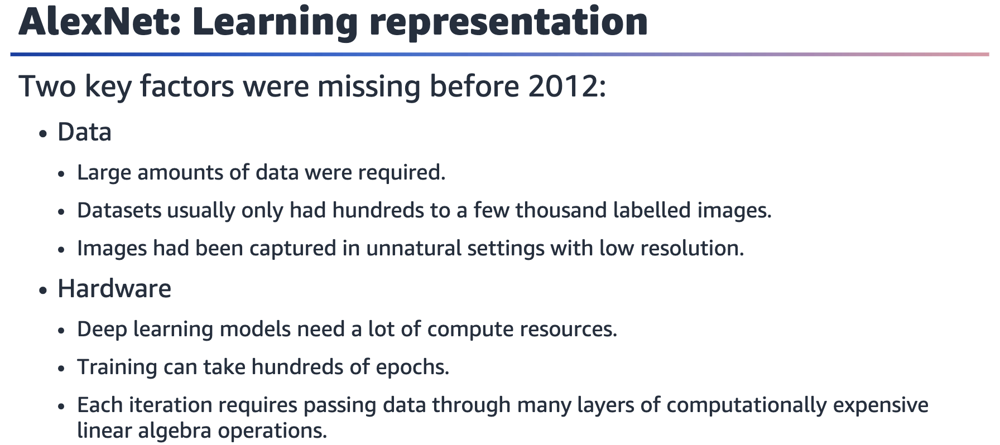 AlexNet: Learning representation
Two key factors were missing before 2012:
• Data
• Large amounts of data were required.
• Datasets usually only had hundreds to a few thousand labelled images.
• Images had been captured in unnatural settings with low resolution.
• Hardware
• Deep learning models need a lot of compute resources.
• Training can take hundreds of epochs.
• Each iteration requires passing data through many layers of computationally expensive
linear algebra operations.